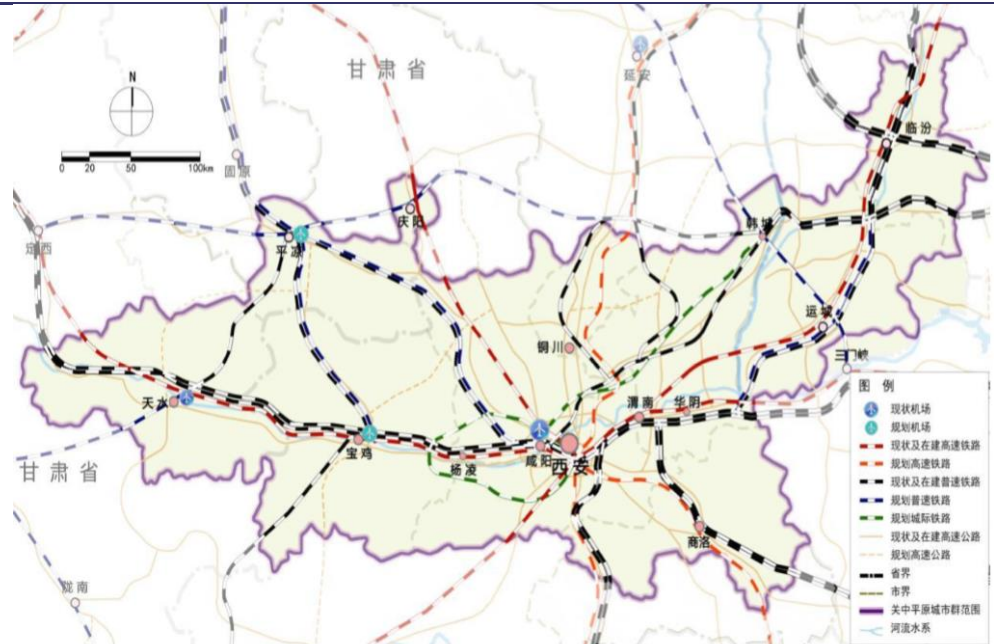 甘肃省
延安
N
临汾
0 20 50 100km
固原
庆阳
韩城
定西
平凉
运城
铜川
三门峡
天水
渭南
华阴
宝鸡
杨凌
咸阳
西安
甘肃省
商洛
陇南
图 例
现状机场
规划机场
现状及在建高速铁路
规划高速铁路
现状及在建普速铁路
规划普速铁路
规划城际铁路
现状及在建高速公路
规划高速公路
省界
市界
关中平原城市群范围
河流水系